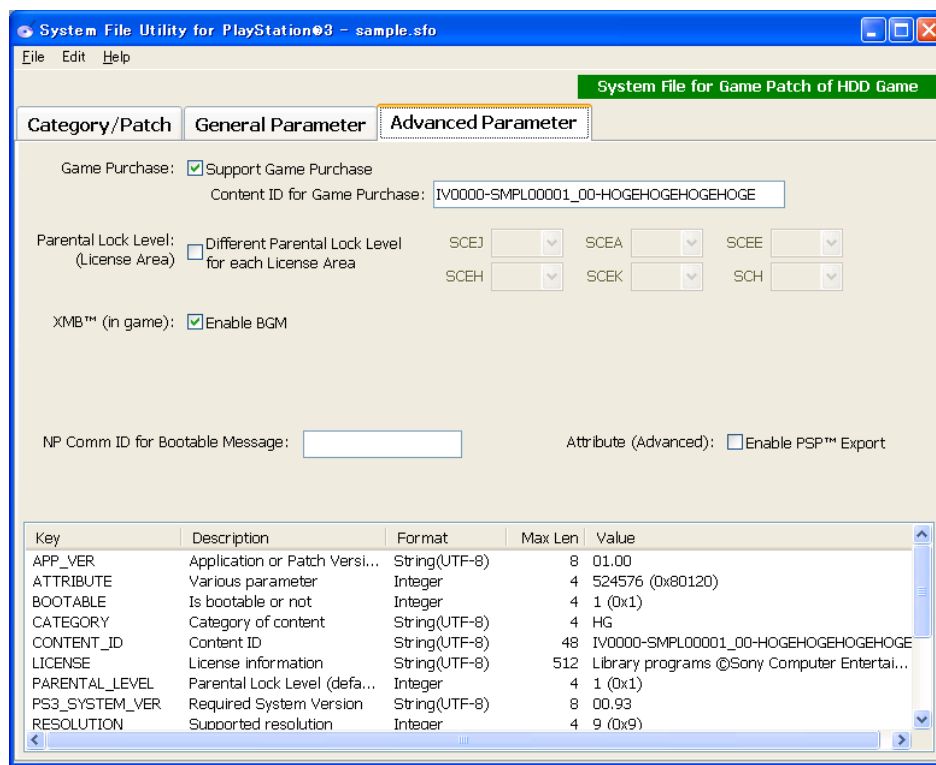 System File Utility for PlayStation®3 - sample.sfo
File Edit Help
System File for Game Patch of HDD Game
Category/Patch General Parameter Advanced Parameter
Game Purchase: Support Game Purchase
Content ID for Game Purchase: IV0000-SMPL00001_00-HOGEHOGEHOGEHOGE
Parental Lock Level: Different Parental Lock Level SCEJ SCEA SCEE
(License Area) for each License Area SCEH SCEK SCH
XMB™ (in game): Enable BGM
NP Comm ID for Bootable Message: Attribute (Advanced): Enable PSP™ Export
Key Description Format Max Len Value
APP_VER Application or Patch Versi... String(UTF-8) 8 01.00
ATTRIBUTE Various parameter Integer 4 524576 (0x80120)
BOOTABLE Is bootable or not Integer 4 1 (0x1)
CATEGORY Category of content String(UTF-8) 4 HG
CONTENT_ID Content ID String(UTF-8) 48 IV0000-SMPL00001_00-HOGEHOGEHOGEHOGE
LICENSE License information String(UTF-8) 512 Library programs ©Sony Computer Entertai...
PARENTAL_LEVEL Parental Lock Level (defa... Integer 4 1 (0x1)
PS3_SYSTEM_VER Required System Version String(UTF-8) 8 00.93
RESOLUTION Supported resolution Integer 4 9 (0x9)